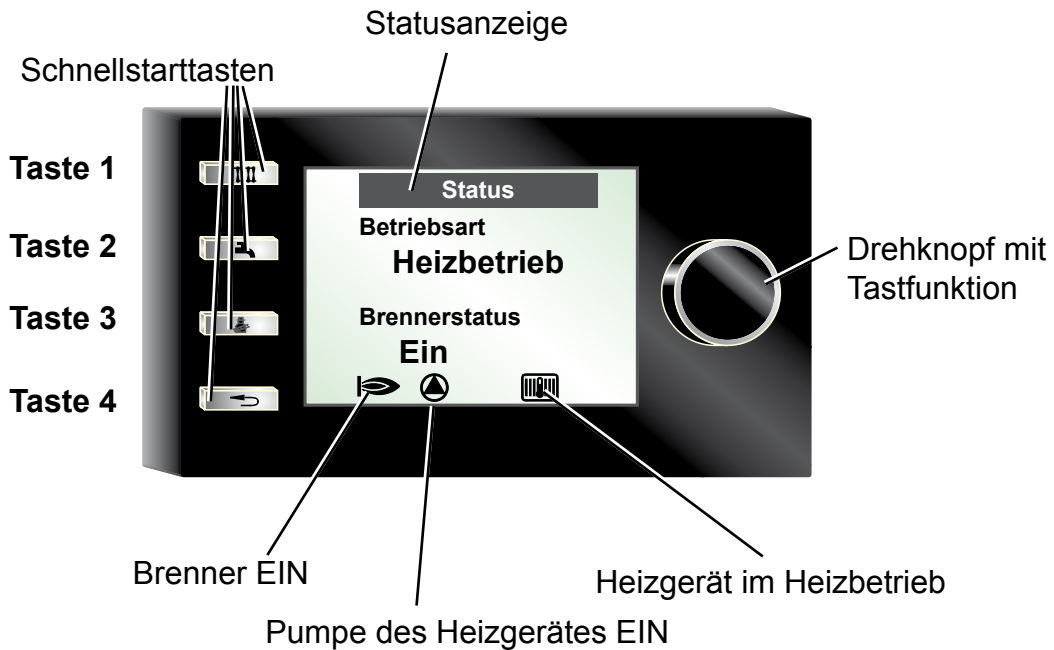 Statusanzeige
Schnellstarttasten
Taste 1
Status
Betriebsart
Taste 2
Heizbetrieb
Drehknopf mit
Tastfunktion
Taste 3
Brennerstatus
Ein
Taste 4
Brenner EIN
Heizgerät im Heizbetrieb
Pumpe des Heizgerätes EIN